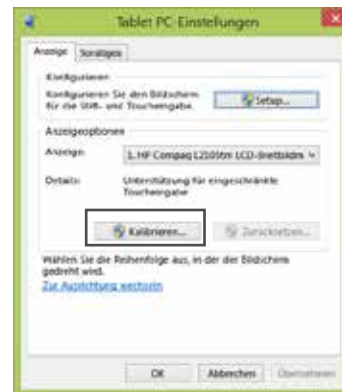 Tablet PC-Einstellungen
Anzeige Sonstiges
Konfigurieren
Konfigurieren Sie den Bildschirm
für die Stift- und Toucheingabe.
Setup...
Anzeigeoptionen
Anzeige:
1. HP Compaq L2105tm LCD-Breitbildm
Details:
Unterstützung für eingeschränkte
Toucheingabe
Kalibrieren... Zurücksetzen...
Wählen Sie die Reihenfolge aus, in der der Bildschirm
gedreht wird.
Zur Ausrichtung wechseln
OK Abbrechen Übernehmen